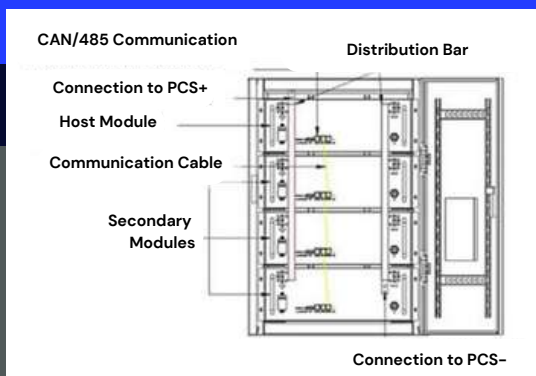 CAN/485 Communication
Distribution Bar
Connection to PCS+
Host Module
Communication Cable
Secondary
Modules
Connection to PCS-